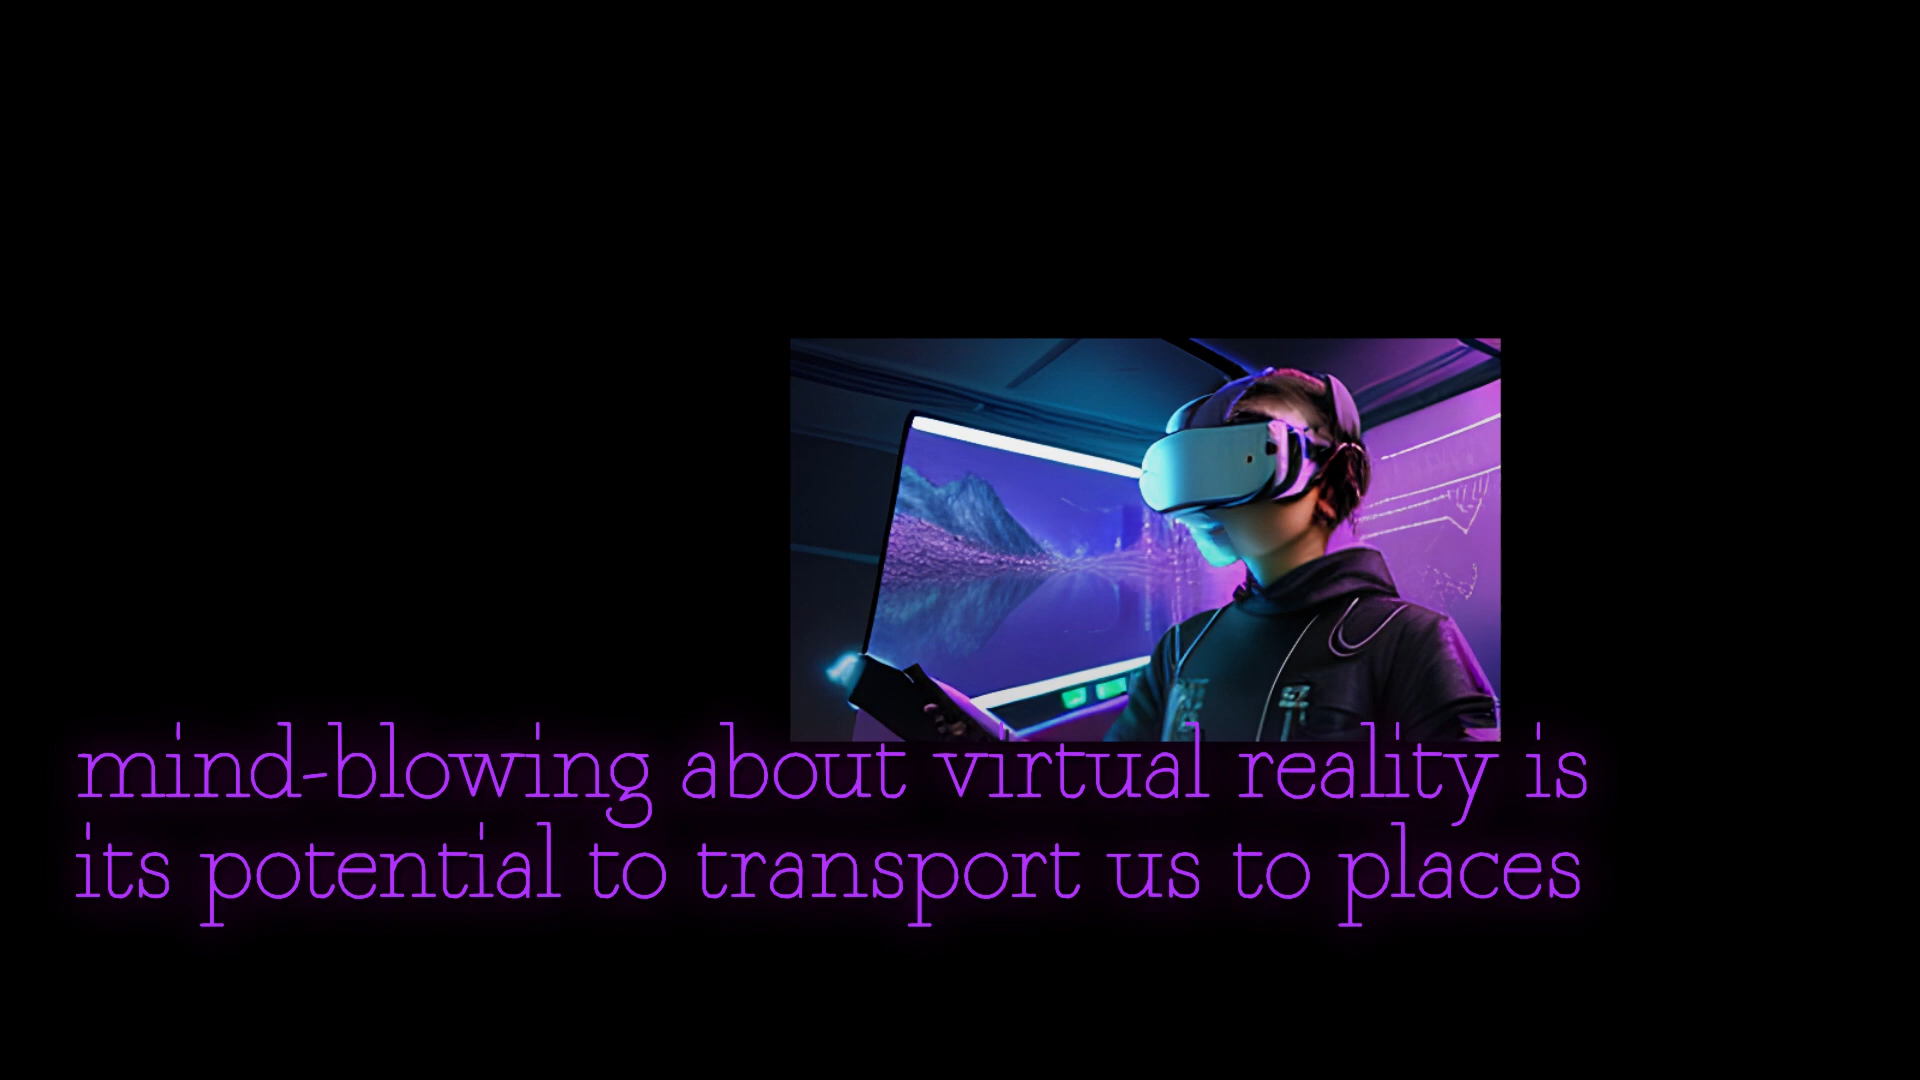 mind-blowing about virtual reality is
its potential to transport us to places